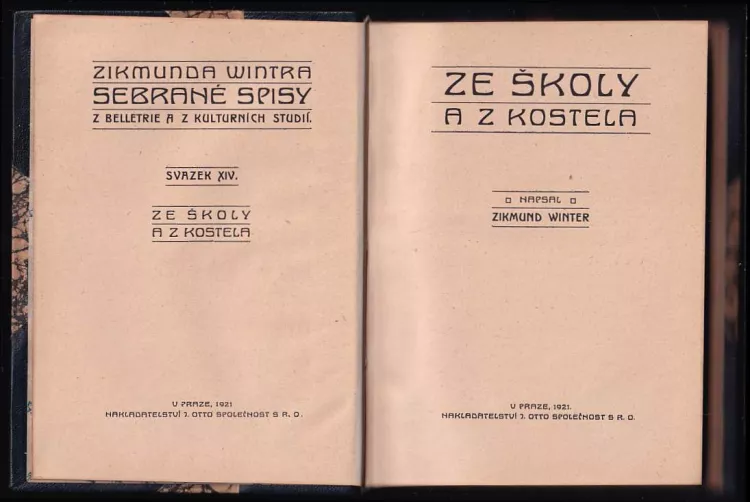 ZIKMUNDA WINTRA
SEBRANÉ SPISY
Z BELLETRIE A Z KULTURNÍCH STUDIÍ.
SVAZEK XIV.
ZE ŠKOLY
A Z KOSTELA
U PRAZE, 1921
NAKLADATELSTVÍ J. OTTO SPOLEČNOST S R. O.
ZE ŠKOLY
A Z KOSTELA
NAPSAL
ZIKMUND WINTER
U PRAZE, 1921.
NAKLADATELSTVÍ J. OTTO SPOLEČNOST S R. O.